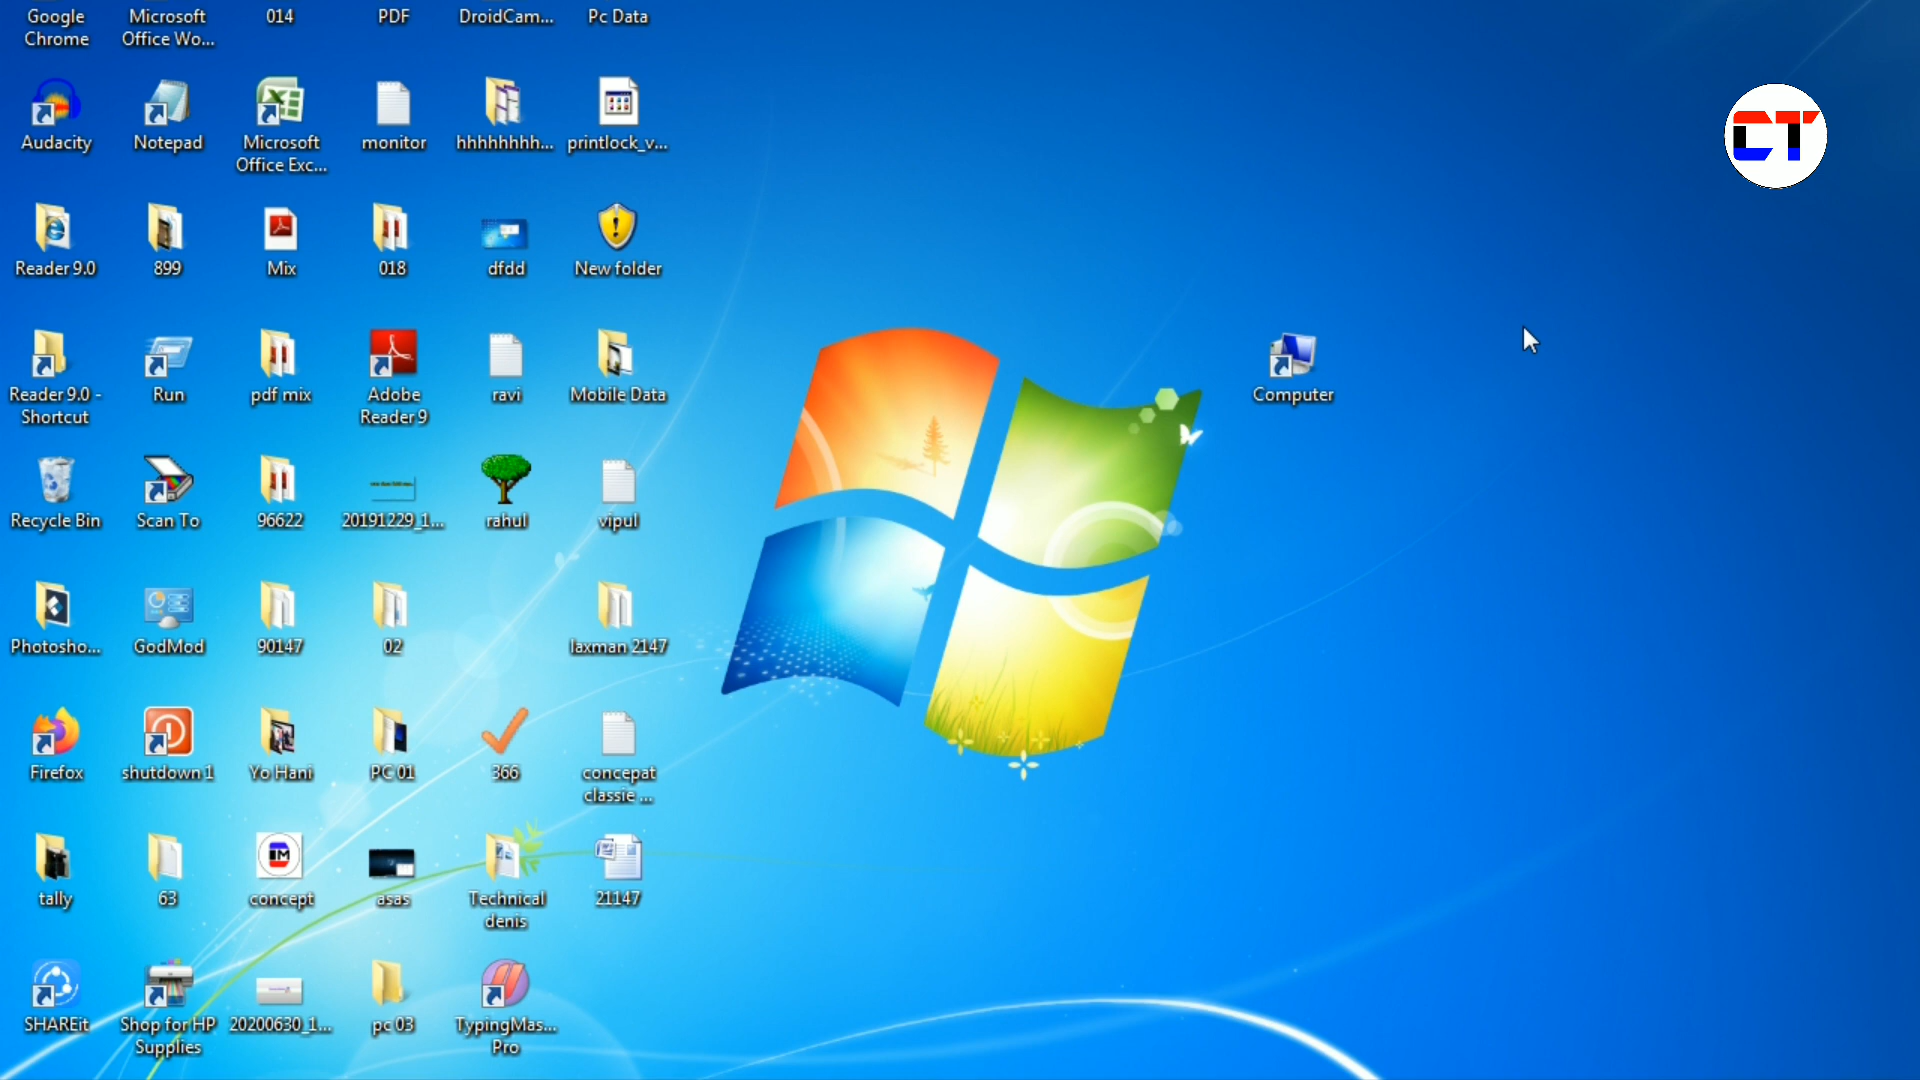 Google Chrome
Microsoft Office Wo...
014
PDF
DroidCam...
Pc Data
Audacity
Notepad
Microsoft Office Exc...
monitor
hhhhhhhh...
printlock_v...
Reader 9.0
899
Mix
018
dfdd
New folder
Reader 9.0 - Shortcut
Run
pdf mix
Adobe Reader 9
ravi
Mobile Data
Computer
Recycle Bin
Scan To
96622
20191229_1...
rahul
vipul
Photosho...
GodMod
90147
02
laxman 2147
Firefox
shutdown 1
Yo Hani
PC 01
366
concepat classie ...
tally
63
concept
asas
Technical denis
21147
SHAREit
Shop for HP Supplies
20200630_1...
pc 03
TypingMas... Pro
CT
IM